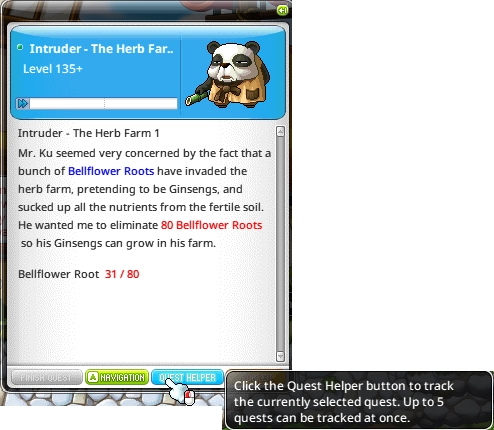 Intruder - The Herb Far..
Level 135+
Intruder - The Herb Farm 1
Mr. Ku seemed very concerned by the fact that a
bunch of Bellflower Roots have invaded the
herb farm, pretending to be Ginsengs, and
sucked up all the nutrients from the fertile soil.
He wanted me to eliminate 80 Bellflower Roots
so his Ginsengs can grow in his farm.
Bellflower Root 31 / 80
FINISH QUEST NAVIGATION QUEST HELPER
Click the Quest Helper button to track
the currently selected quest. Up to 5
quests can be tracked at once.